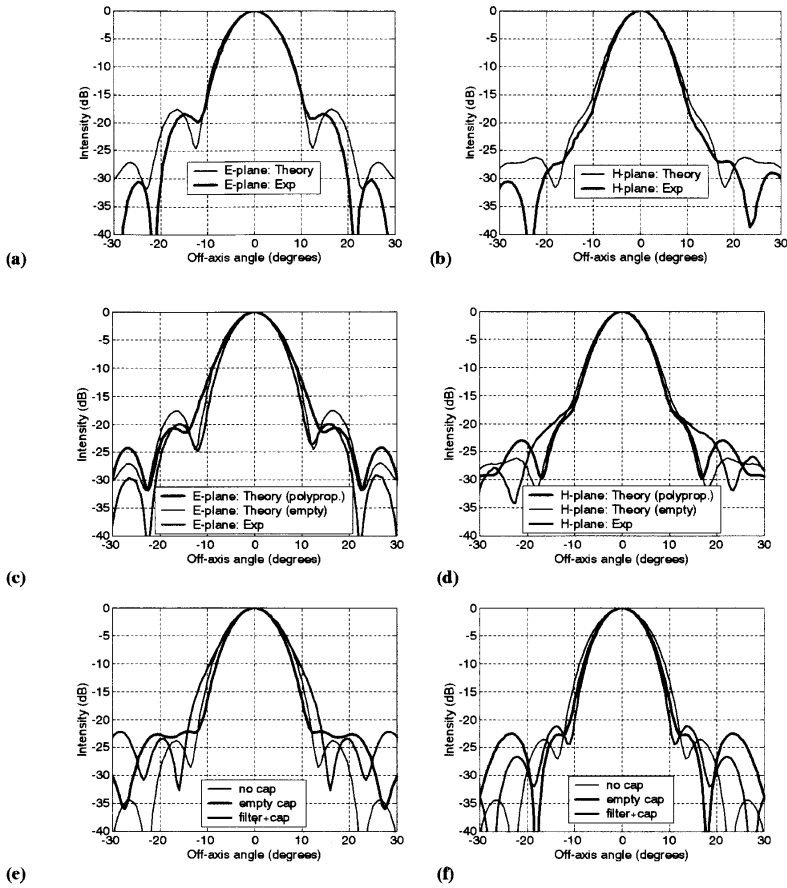 0
-5
-10
-15
-20
-25
-30
-35
-40
Intensity (dB)
E-plane: Theory
E-plane: Exp
-30 -20 -10 0 10 20 30
Off-axis angle (degrees)
(a)
0
-5
-10
-15
-20
-25
-30
-35
-40
Intensity (dB)
H-plane: Theory
H-plane: Exp
-30 -20 -10 0 10 20 30
Off-axis angle (degrees)
(b)
0
-5
-10
-15
-20
-25
-30
-35
-40
Intensity (dB)
E-plane: Theory (polyprop.)
E-plane: Theory (empty)
E-plane: Exp
-30 -20 -10 0 10 20 30
Off-axis angle (degrees)
(c)
0
-5
-10
-15
-20
-25
-30
-35
-40
Intensity (dB)
H-plane: Theory (polyprop.)
H-plane: Theory (empty)
H-plane: Exp
-30 -20 -10 0 10 20 30
Off-axis angle (degrees)
(d)
0
-5
-10
-15
-20
-25
-30
-35
-40
Intensity (dB)
no cap
empty cap
filter+cap
-30 -20 -10 0 10 20 30
Off-axis angle (degrees)
(e)
0
-5
-10
-15
-20
-25
-30
-35
-40
Intensity (dB)
no cap
empty cap
filter+cap
-30 -20 -10 0 10 20 30
Off-axis angle (degrees)
(f)